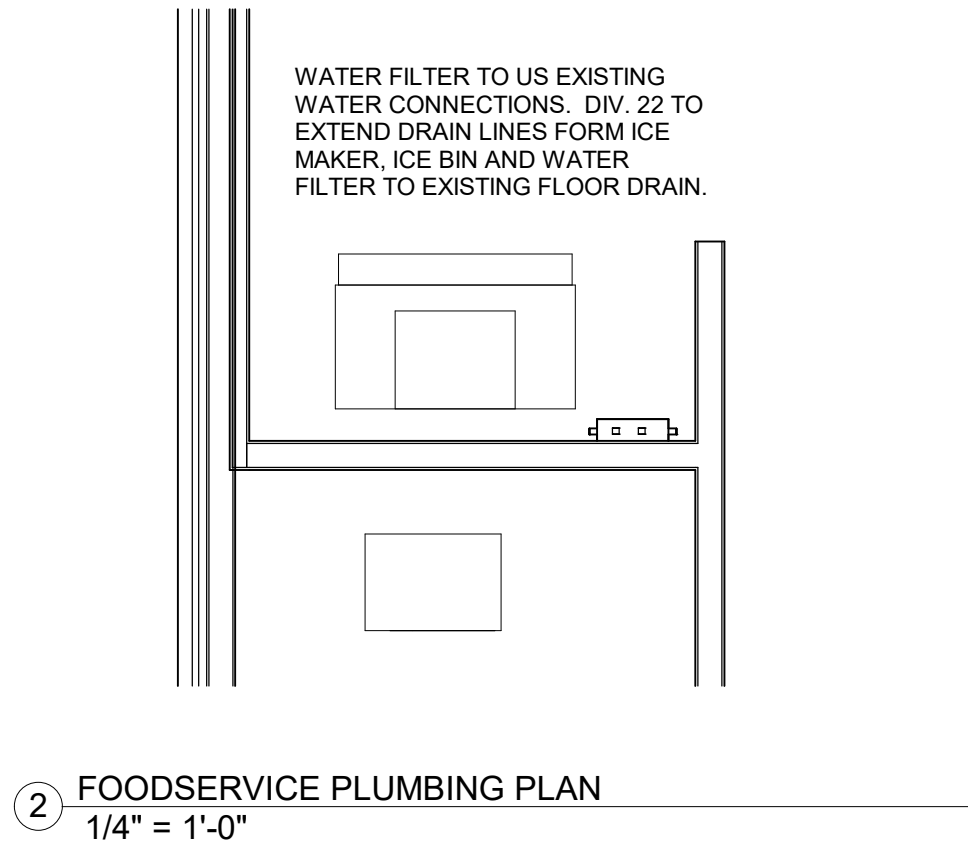 WATER FILTER TO US EXISTING
WATER CONNECTIONS. DIV. 22 TO
EXTEND DRAIN LINES FORM ICE
MAKER, ICE BIN AND WATER
FILTER TO EXISTING FLOOR DRAIN.
2
FOODSERVICE PLUMBING PLAN
1/4" = 1'-0"